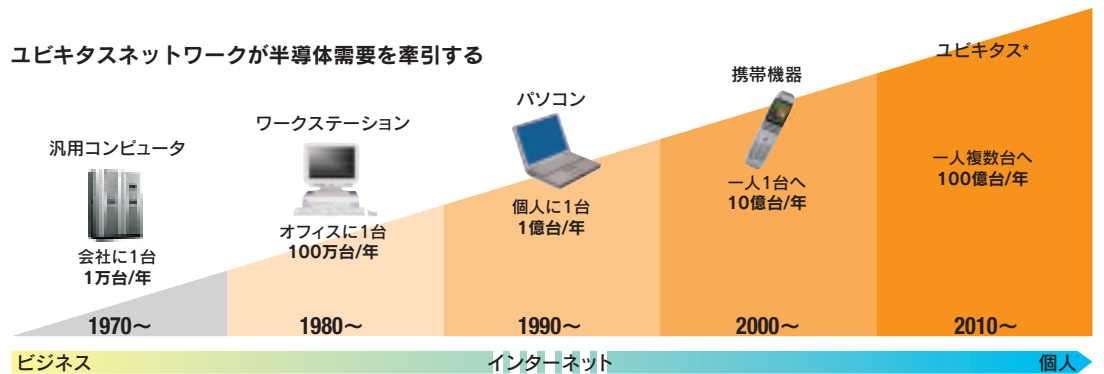 ユビキタスネットワークが半導体需要を牽引する
汎用コンピュータ
会社に1台
1万台/年
ワークステーション
オフィスに1台
100万台/年
パソコン
個人に1台
1億台/年
携帯機器
一人1台へ
10億台/年
ユビキタス*
一人複数台へ
100億台/年
1970〜
1980〜
1990〜
2000〜
2010〜
ビジネス
インターネット
個人